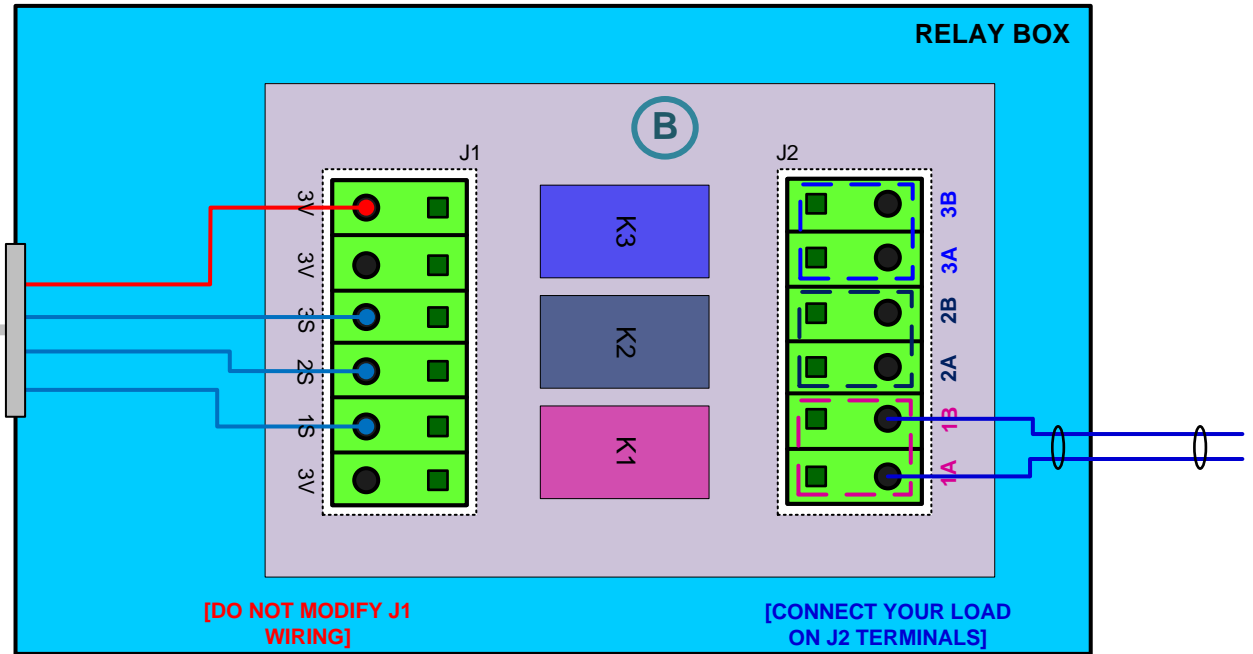 RELAY BOX
B
J1
J2
3V
3V
3S
2S
1S
3V
K3
K2
K1
3B
3A
2B
2A
1B
1A
[DO NOT MODIFY J1
WIRING]
[CONNECT YOUR LOAD
ON J2 TERMINALS]